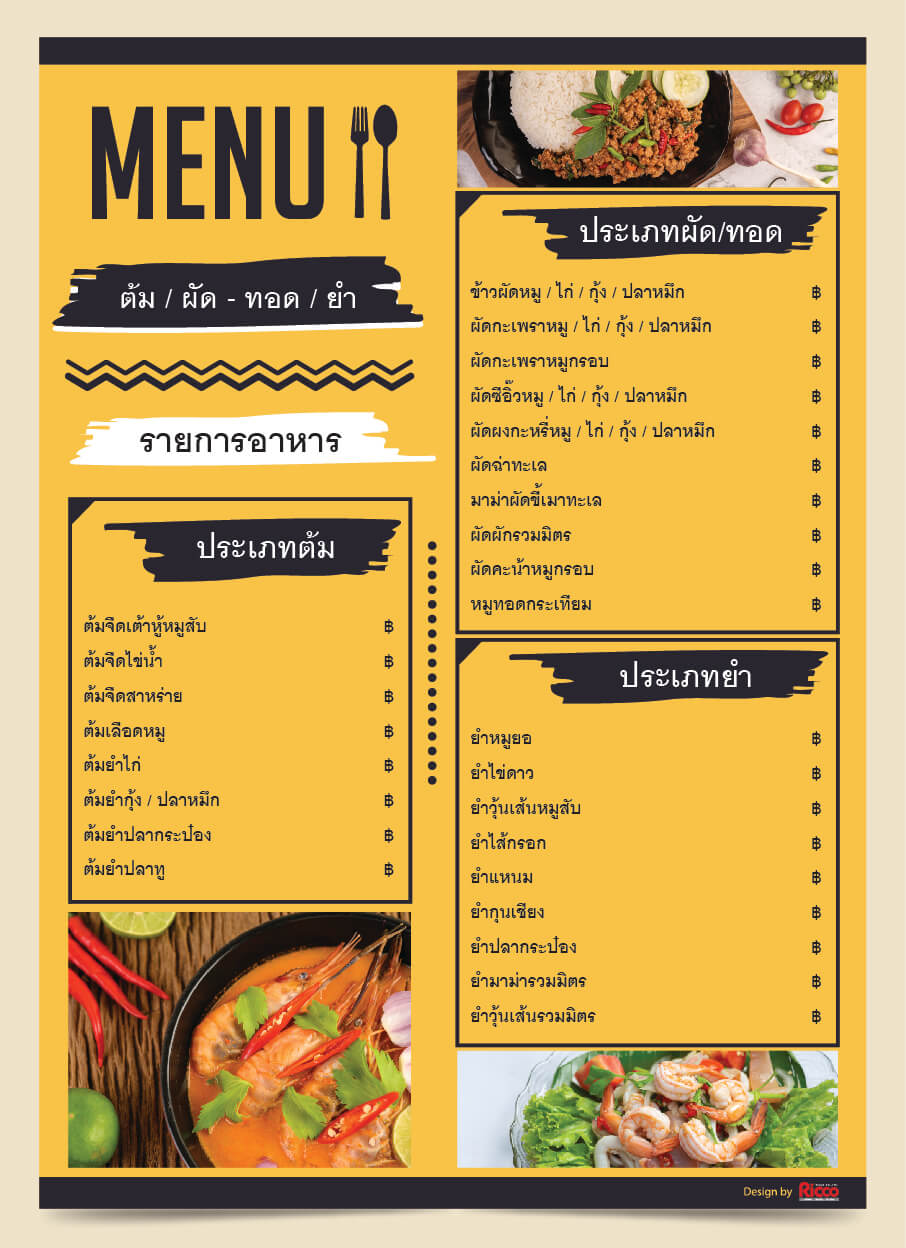 MENU
ต้ม / ผัด - ทอด / ยำ
รายการอาหาร
ประเภทต้ม
ต้มจืดเต้าหู้หมูสับ ฿
ต้มจืดไข่น้ำ ฿
ต้มจืดสาหร่าย ฿
ต้มเลือดหมู ฿
ต้มยำไก่ ฿
ต้มยำกุ้ง / ปลาหมึก ฿
ต้มยำปลากระป๋อง ฿
ต้มยำปลาทู ฿
ประเภทผัด/ทอด
ข้าวผัดหมู / ไก่ / กุ้ง / ปลาหมึก ฿
ผัดกะเพราหมู / ไก่ / กุ้ง / ปลาหมึก ฿
ผัดกะเพราหมูกรอบ ฿
ผัดซีอิ๊วหมู / ไก่ / กุ้ง / ปลาหมึก ฿
ผัดผงกะหรี่หมู / ไก่ / กุ้ง / ปลาหมึก ฿
ผัดฉ่าทะเล ฿
มาม่าผัดขี้เมาทะเล ฿
ผัดผักรวมมิตร ฿
ผัดคะน้าหมูกรอบ ฿
หมูทอดกระเทียม ฿
ประเภทยำ
ยำหมูยอ ฿
ยำไข่ดาว ฿
ยำวุ้นเส้นหมูสับ ฿
ยำไส้กรอก ฿
ยำแหนม ฿
ยำกุนเชียง ฿
ยำปลากระป๋อง ฿
ยำมาม่ารวมมิตร ฿
ยำวุ้นเส้นรวมมิตร ฿
Design by Ricco